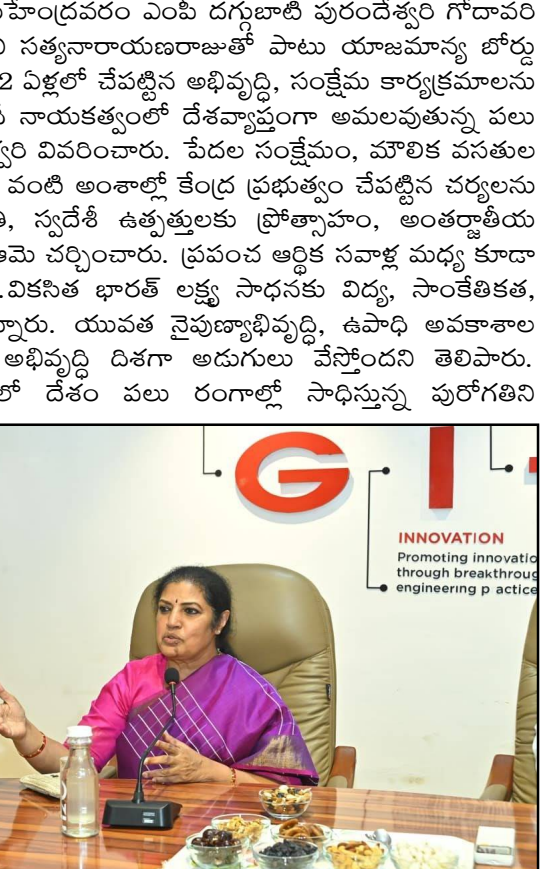 హేంద్రవరం ఎంపీ దగ్గుబాటి పురందేశ్వరి గోదావరి
సత్యనారాయణరాజుతో పాటు యాజమాన్య బోర్డు
2 ఏళ్లలో చేపట్టిన అభివృద్ధి, సంక్షేమ కార్యక్రమాలను
నాయకత్వంలో దేశవ్యాప్తంగా అమలవుతున్న పలు
వివరించారు. పేదల సంక్షేమం, మౌలిక వసతుల
వంటి అంశాల్లో కేంద్ర ప్రభుత్వం చేపట్టిన చర్యలను
స్వదేశీ ఉత్పత్తులకు ప్రోత్సాహం, అంతర్జాతీయ
ఆమె చర్చించారు. ప్రపంచ ఆర్థిక సవాళ్ల మధ్య కూడా
.వికసిత భారత్ లక్ష్య సాధనకు విద్య, సాంకేతికత,
న్నారు. యువత నైపుణ్యాభివృద్ధి, ఉపాధి అవకాశాల
అభివృద్ధి దిశగా అడుగులు వేస్తోందని తెలిపారు.
లో దేశం పలు రంగాల్లో సాధిస్తున్న పురోగతిని
G I
INNOVATION
Promoting innovatio
through breakthroug
engineering p actice